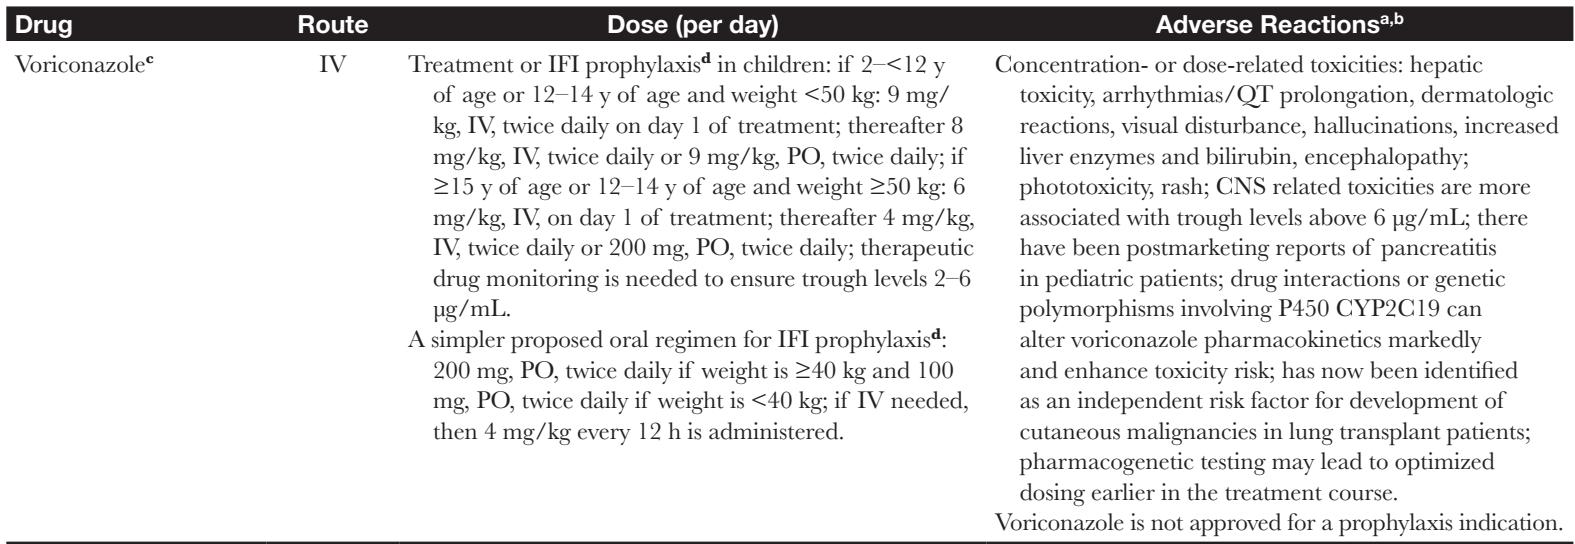 Drug Route Dose (per day) Adverse Reactionsa,b
Voriconazolec
IV
Treatment or IFI prophylaxisd in children: if 2–<12 y
of age or 12–14 y of age and weight <50 kg: 9 mg/
kg, IV, twice daily on day 1 of treatment; thereafter 8
mg/kg, IV, twice daily or 9 mg/kg, PO, twice daily; if
≥15 y of age or 12–14 y of age and weight ≥50 kg: 6
mg/kg, IV, on day 1 of treatment; thereafter 4 mg/kg,
IV, twice daily or 200 mg, PO, twice daily; therapeutic
drug monitoring is needed to ensure trough levels 2–6
µg/mL.
A simpler proposed oral regimen for IFI prophylaxisd:
200 mg, PO, twice daily if weight is ≥40 kg and 100
mg, PO, twice daily if weight is <40 kg; if IV needed,
then 4 mg/kg every 12 h is administered.
Concentration- or dose-related toxicities: hepatic
toxicity, arrhythmias/QT prolongation, dermatologic
reactions, visual disturbance, hallucinations, increased
liver enzymes and bilirubin, encephalopathy;
phototoxicity, rash; CNS related toxicities are more
associated with trough levels above 6 µg/mL; there
have been postmarketing reports of pancreatitis
in pediatric patients; drug interactions or genetic
polymorphisms involving P450 CYP2C19 can
alter voriconazole pharmacokinetics markedly
and enhance toxicity risk; has now been identified
as an independent risk factor for development of
cutaneous malignancies in lung transplant patients;
pharmacogenetic testing may lead to optimized
dosing earlier in the treatment course.
Voriconazole is not approved for a prophylaxis indication.